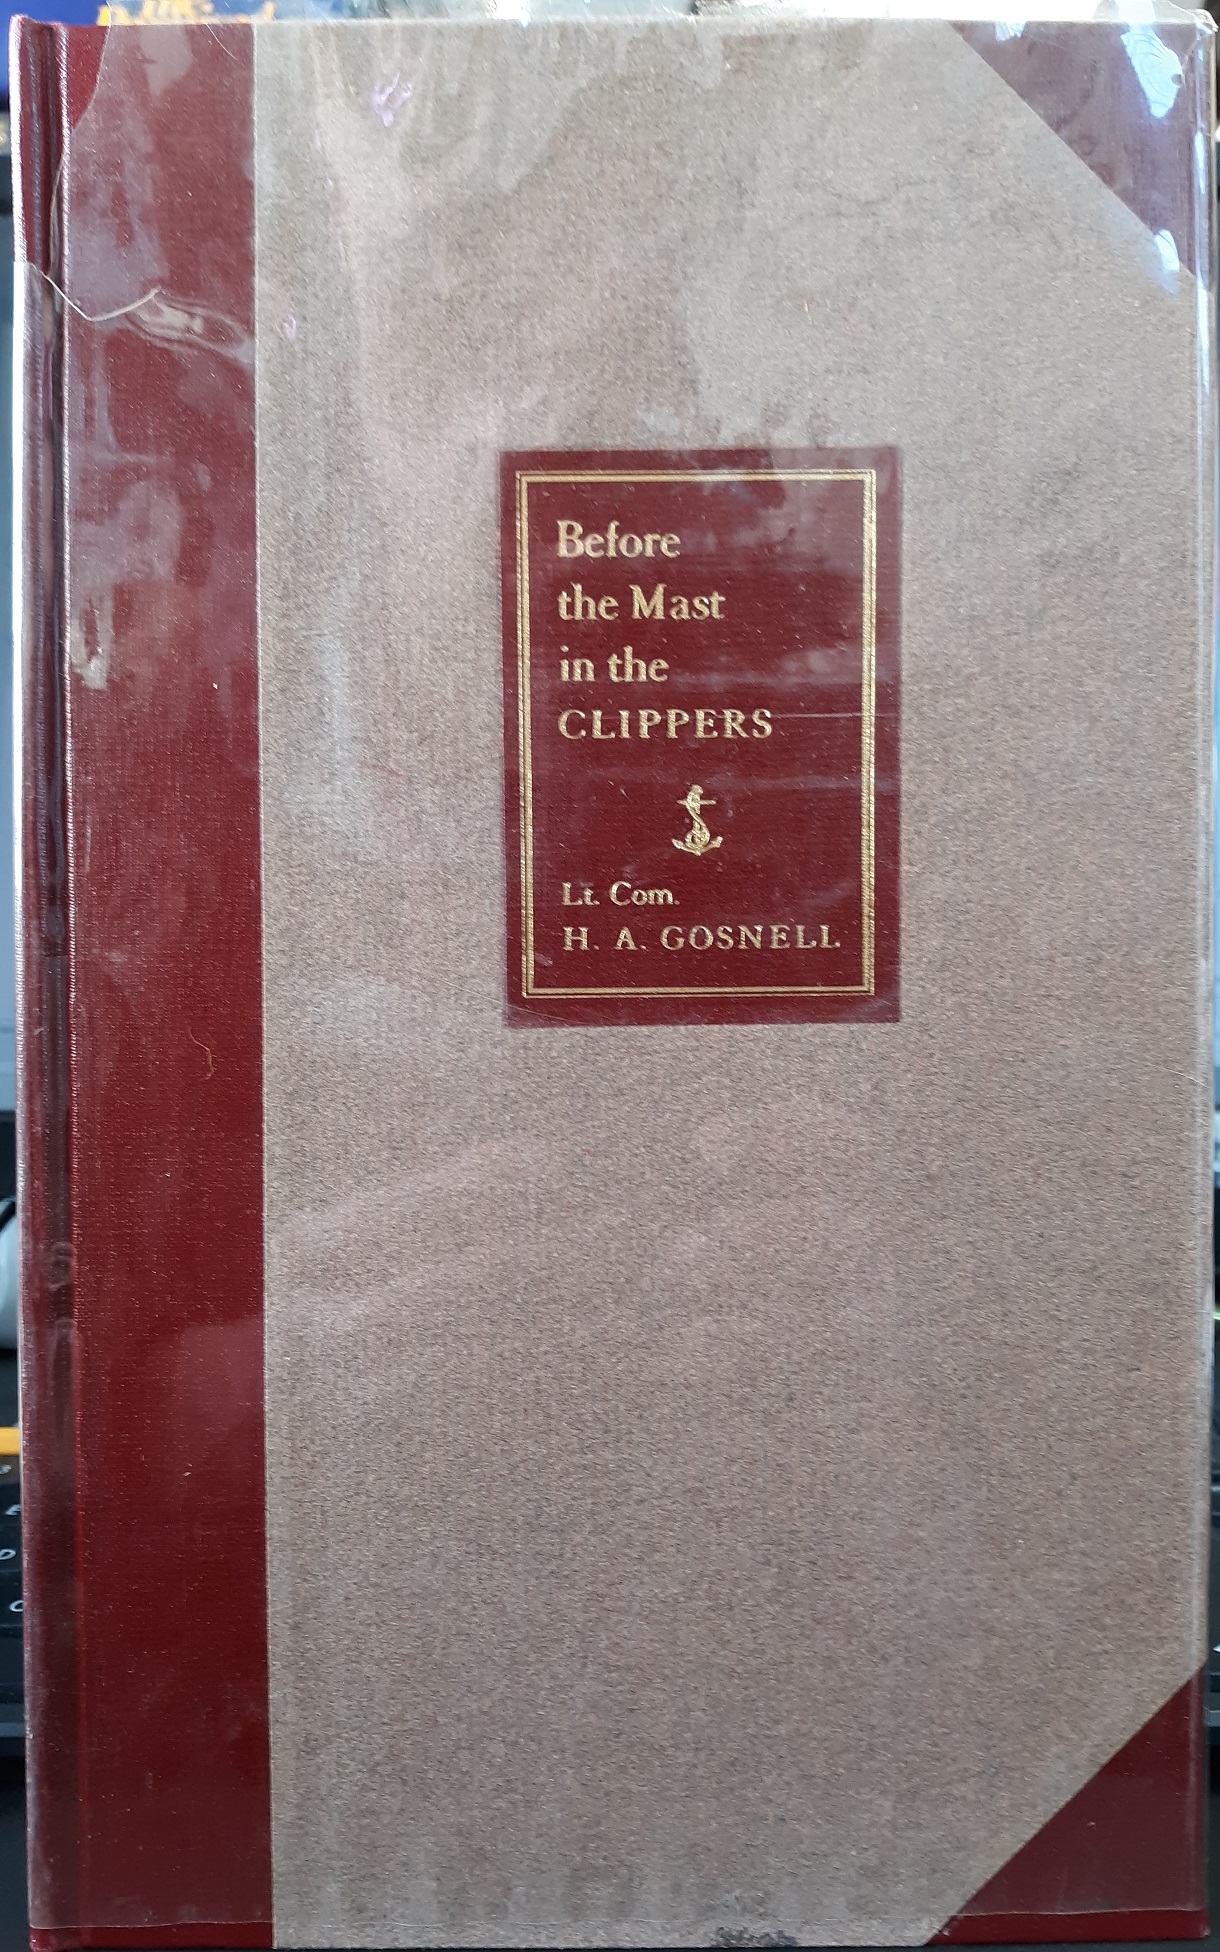 Before
the Mast
in the
CLIPPERS
Lt. Com.
H. A. GOSNELL
E
D
C